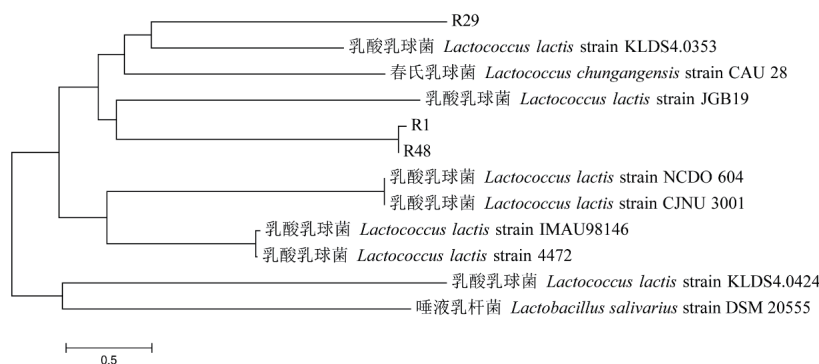 R29
乳酸乳球菌 Lactococcus lactis strain KLDS4.0353
春氏乳球菌 Lactococcus chungangensis strain CAU 28
乳酸乳球菌 Lactococcus lactis strain JGB19
R1
R48
乳酸乳球菌 Lactococcus lactis strain NCDO 604
乳酸乳球菌 Lactococcus lactis strain CJNU 3001
乳酸乳球菌 Lactococcus lactis strain IMAU98146
乳酸乳球菌 Lactococcus lactis strain 4472
乳酸乳球菌 Lactococcus lactis strain KLDS4.0424
唾液乳杆菌 Lactobacillus salivarius strain DSM 20555
0.5